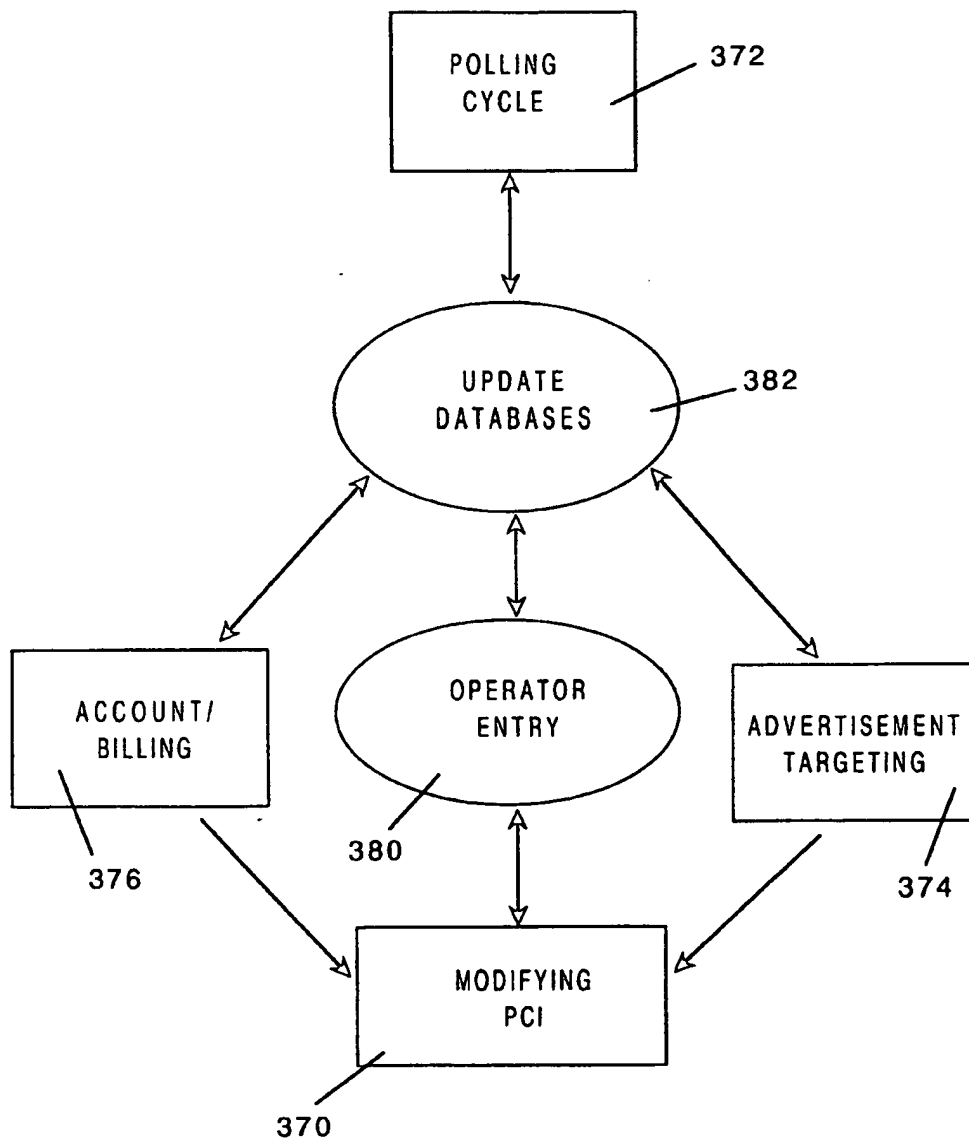 POLLING
CYCLE
372
UPDATE
DATABASES
382
ACCOUNT/
BILLING
376
OPERATOR
ENTRY
380
ADVERTISEMENT
TARGETING
374
MODIFYING
PCI
370